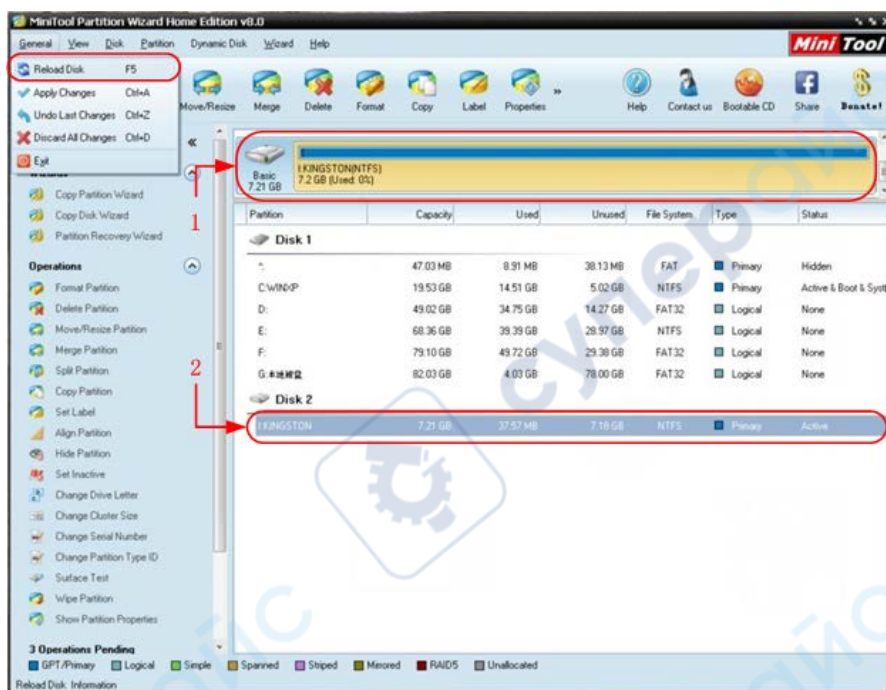 MiniTool Partition Wizard Home Edition v8.0
General View Disk Partition Dynamic Disk Wizard Help
Mini Tool
Reload Disk F5
Apply Changes Ctrl+A
Undo Last Changes Ctrl+Z
Discard All Changes Ctrl+D
Exit
Move/Resize Merge Delete Format Copy Label Properties » Help Contact us Bootable CD Share Donate!
«
Basic
7.21 GB
I:KINGSTON(NTFS)
7.2 GB (Used: 0%)
1
Copy Partition Wizard
Copy Disk Wizard
Partition Recovery Wizard
Operations
Format Partition
Delete Partition
Move/Resize Partition
Merge Partition
Split Partition
Copy Partition
Set Label
Align Partition
Hide Partition
Set Inactive
Change Drive Letter
Change Cluster Size
Change Serial Number
Change Partition Type ID
Surface Test
Wipe Partition
Show Partition Properties
3 Operations Pending
2
Partition Capacity Used Unused File System Type Status
Disk 1
*: 47.03 MB 8.91 MB 38.13 MB FAT Primary Hidden
C:WINXP 19.53 GB 14.51 GB 5.02 GB NTFS Primary Active & Boot & Syst
D: 49.02 GB 34.75 GB 14.27 GB FAT32 Logical None
E: 68.36 GB 39.39 GB 28.97 GB NTFS Logical None
F: 79.10 GB 49.72 GB 29.38 GB FAT32 Logical None
G:本地磁盘 82.03 GB 4.03 GB 78.00 GB FAT32 Logical None
Disk 2
I:KINGSTON 7.21 GB 37.57 MB 7.18 GB NTFS Primary Active
GPT/Primary Logical Simple Spanned Striped Mirrored RAID5 Unallocated
Reload Disk Information
суперайс